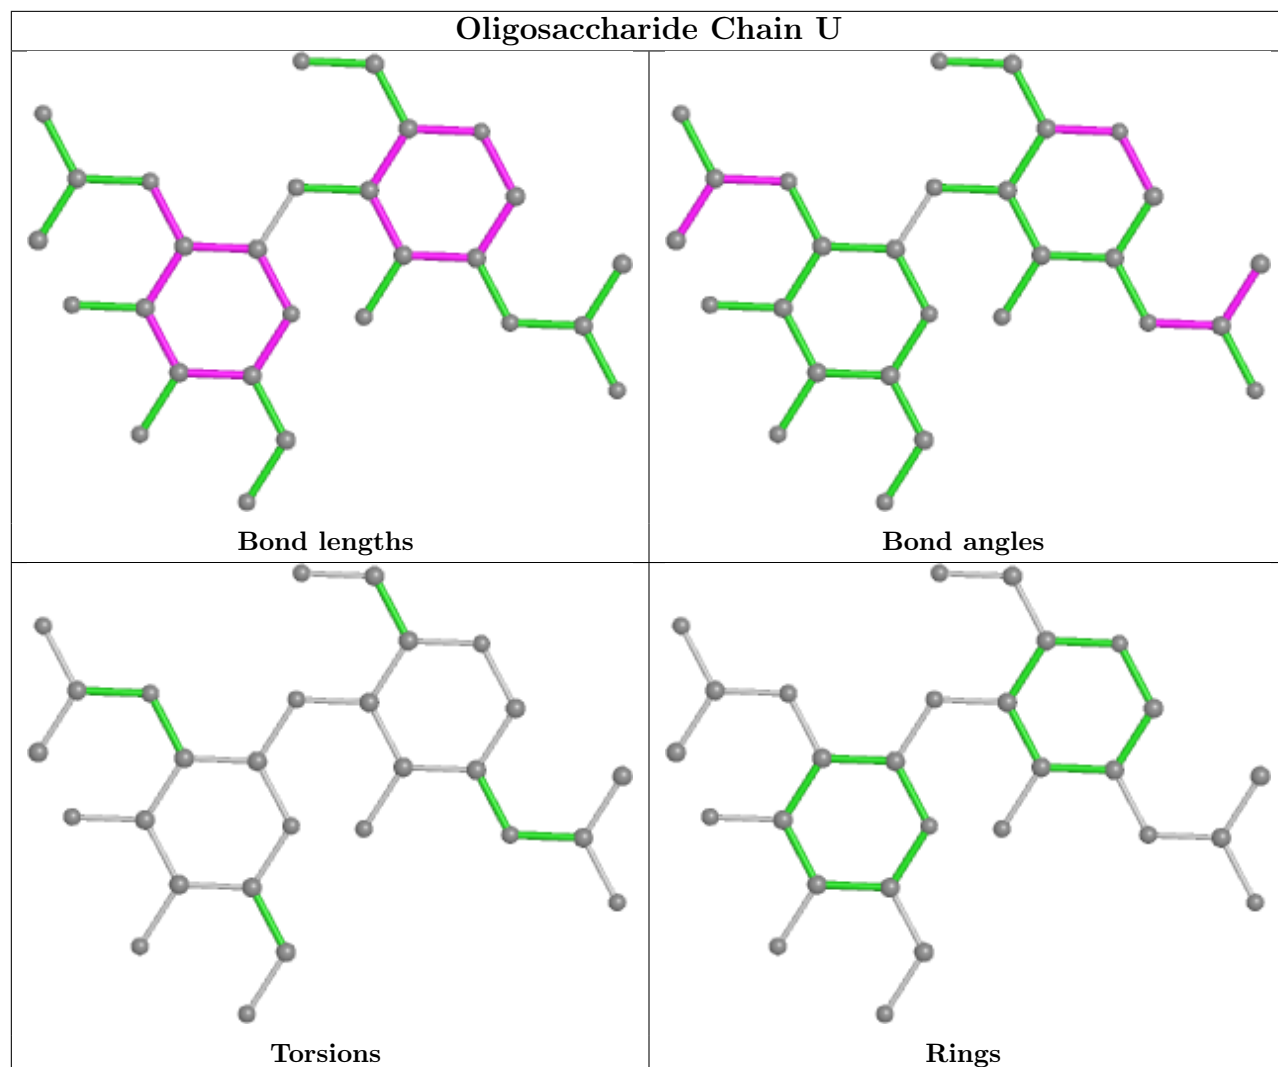 Oligosaccharide Chain U
Bond lengths
Bond angles
Torsions
Rings